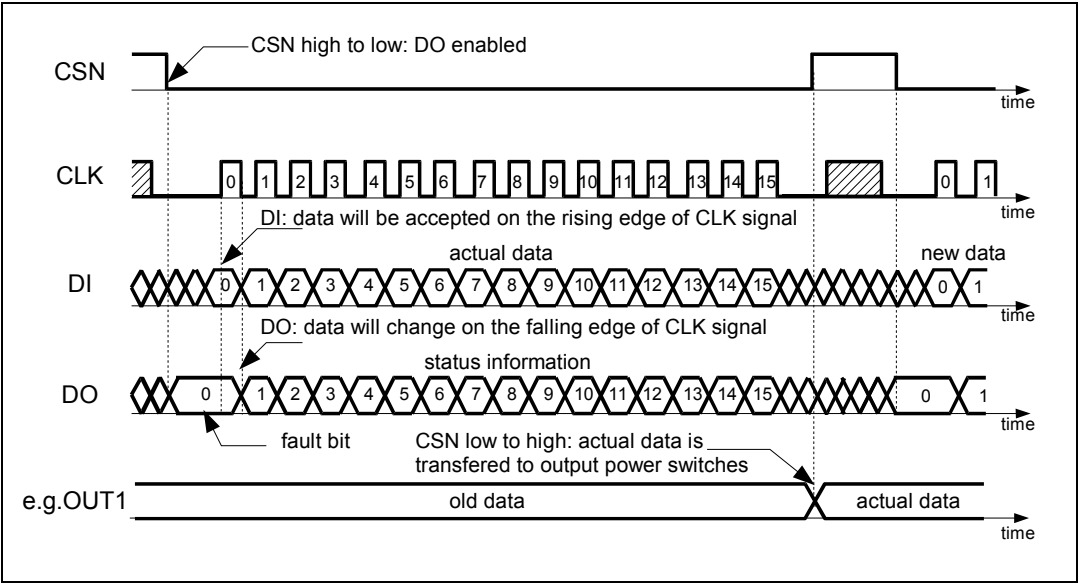 CSN high to low: DO enabled
CSN
time
CLK
0 1 2 3 4 5 6 7 8 9 10 11 12 13 14 15 0 1
time
DI: data will be accepted on the rising edge of CLK signal
actual data
new data
DI
0 1 2 3 4 5 6 7 8 9 10 11 12 13 14 15 0 1
time
DO: data will change on the falling edge of CLK signal
status information
DO
0 1 2 3 4 5 6 7 8 9 10 11 12 13 14 15 0 1
time
fault bit
CSN low to high: actual data is
transfered to output power switches
e.g.OUT1
old data
actual data
time